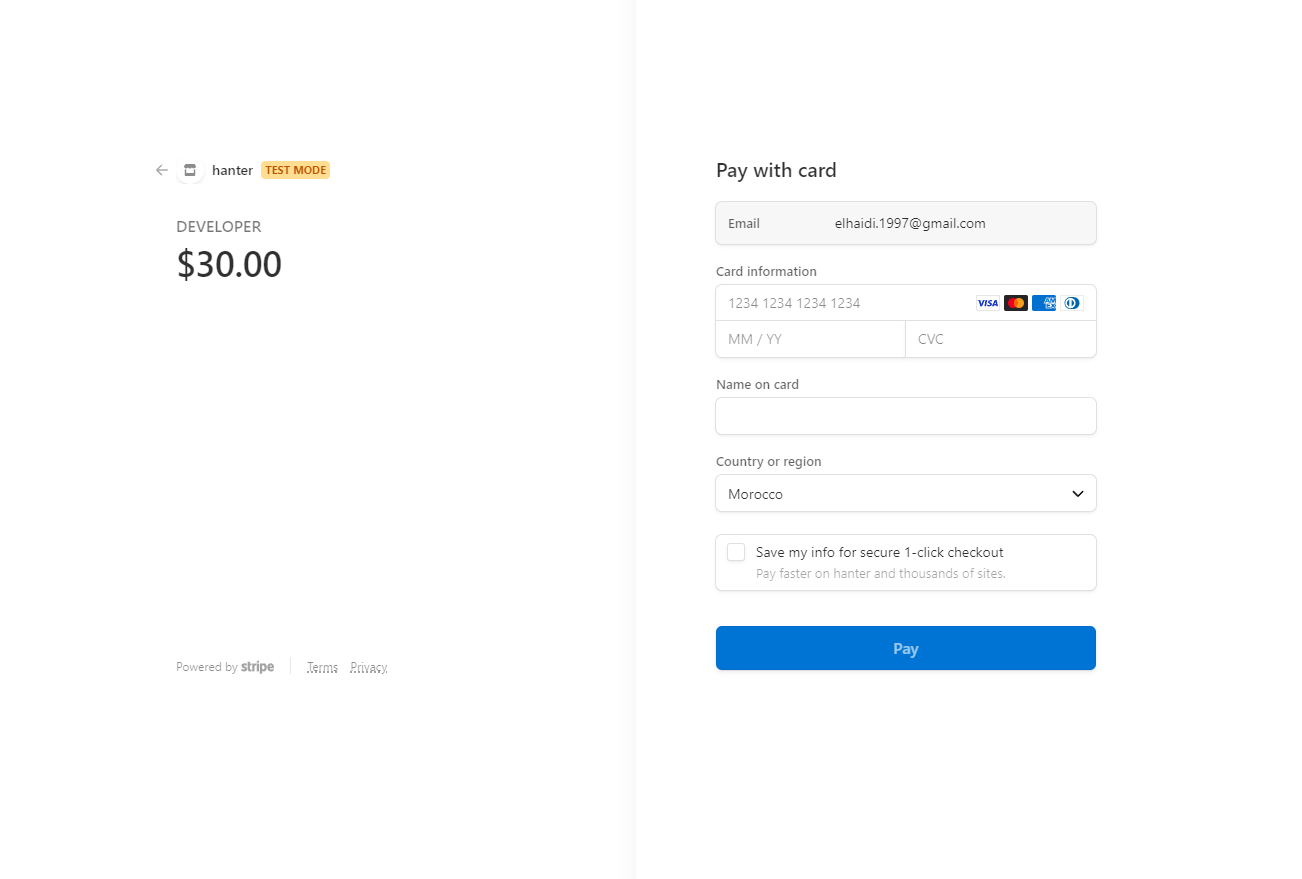 hanter TEST MODE
DEVELOPER
$30.00
Powered by stripe Terms Privacy
Pay with card
Email elhaidi.1997@gmail.com
Card information
1234 1234 1234 1234 VISA AM EX
MM / YY CVC
Name on card
Country or region
Morocco
Save my info for secure 1-click checkout
Pay faster on hanter and thousands of sites.
Pay